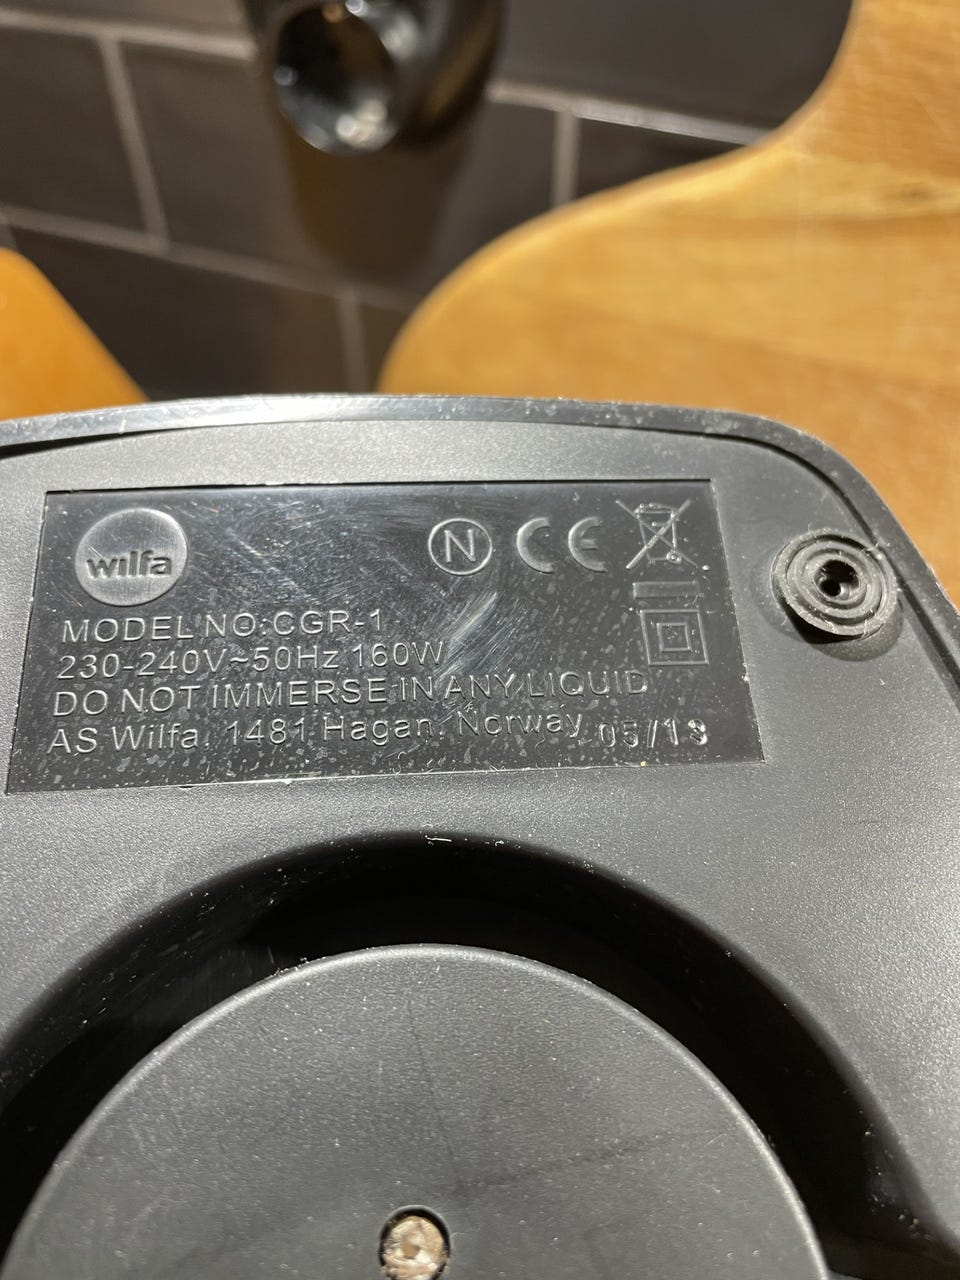 wilfa
N CE
MODEL NO:CGR-1
230-240V~50Hz 160W
DO NOT IMMERSE IN ANY LIQUID
AS Wilfa, 1481 Hagan, Norway 05/13